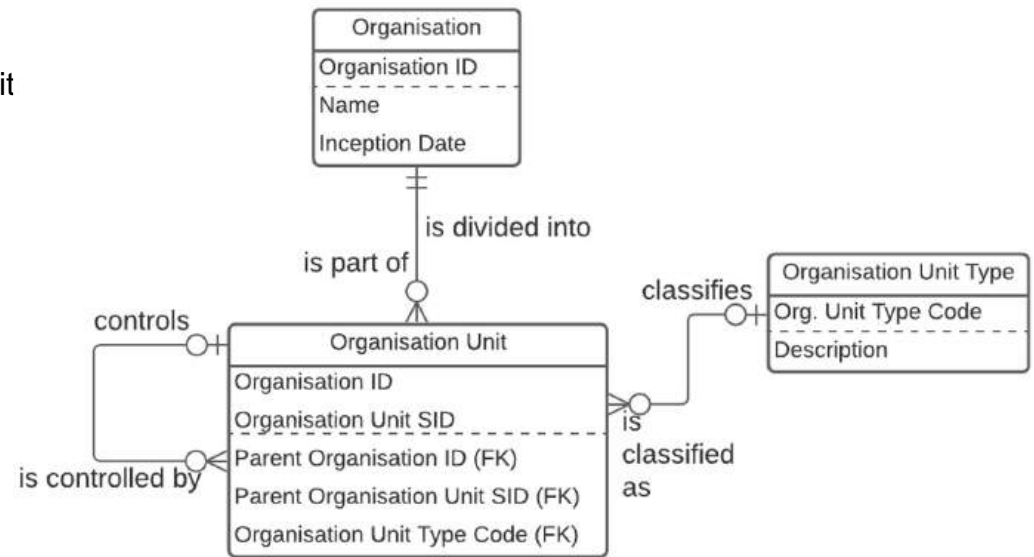 it
Organisation
Organisation ID
Name
Inception Date
is divided into
is part of
Organisation Unit Type
Org. Unit Type Code
Description
classifies
controls
Organisation Unit
Organisation ID
Organisation Unit SID
Parent Organisation ID (FK)
Parent Organisation Unit SID (FK)
Organisation Unit Type Code (FK)
is controlled by
is
classified
as